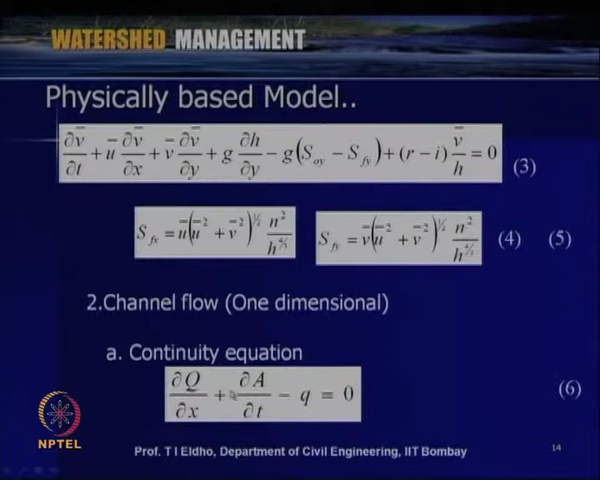 WATERSHED MANAGEMENT
Physically based Model..
∂v̄/∂t + ū ∂v̄/∂x + v̄ ∂v̄/∂y + g ∂h/∂y − g(S_oy − S_fy) + (r − i) v̄/h = 0 (3)
S_fx = ū(ū² + v̄²)^½ n²/h^4/3 S_fy = v̄(ū² + v̄²)^½ n²/h^4/3 (4) (5)
2.Channel flow (One dimensional)
a. Continuity equation
∂Q/∂x + ∂A/∂t − q = 0 (6)
NPTEL
Prof. T I Eldho, Department of Civil Engineering, IIT Bombay 14